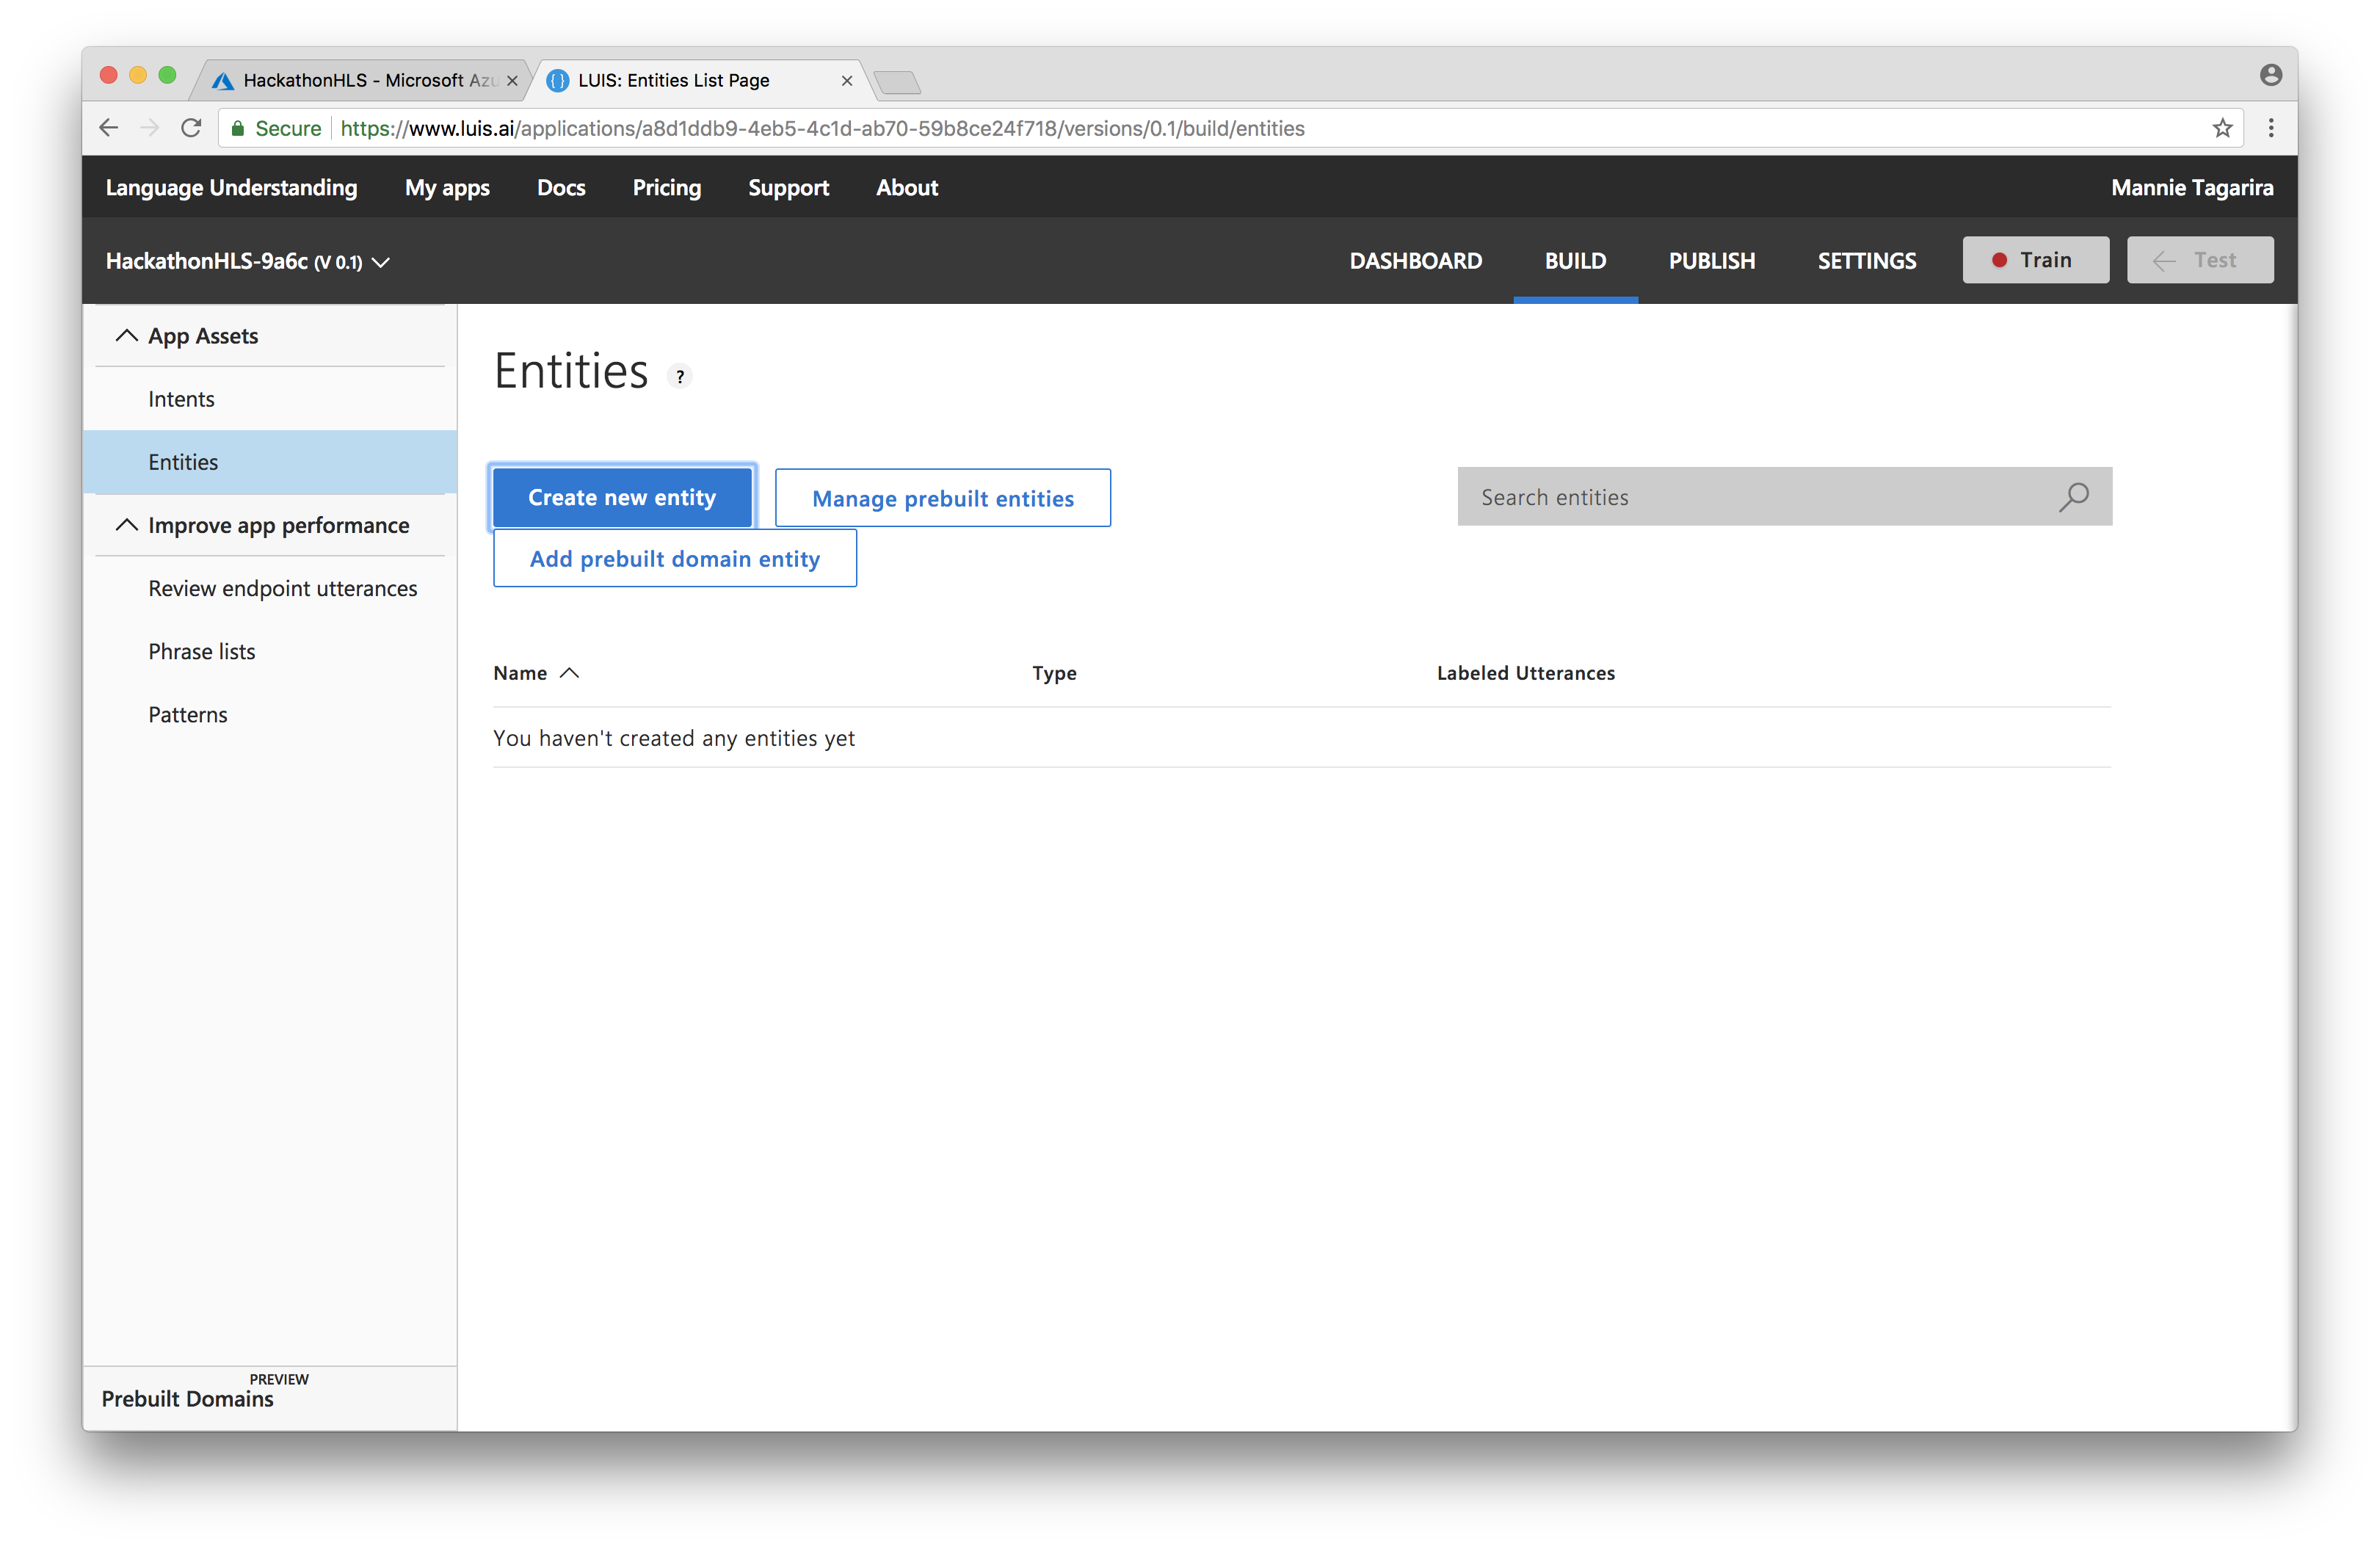 HackathonHLS - Microsoft Azu
LUIS: Entities List Page
Secure https://www.luis.ai/applications/a8d1ddb9-4eb5-4c1d-ab70-59b8ce24f718/versions/0.1/build/entities
Language Understanding My apps Docs Pricing Support About Mannie Tagarira
HackathonHLS-9a6c (V 0.1) DASHBOARD BUILD PUBLISH SETTINGS Train Test
App Assets
Intents
Entities
Improve app performance
Review endpoint utterances
Phrase lists
Patterns
PREVIEW
Prebuilt Domains
Entities ?
Create new entity Manage prebuilt entities Search entities
Add prebuilt domain entity
Name Type Labeled Utterances
You haven't created any entities yet